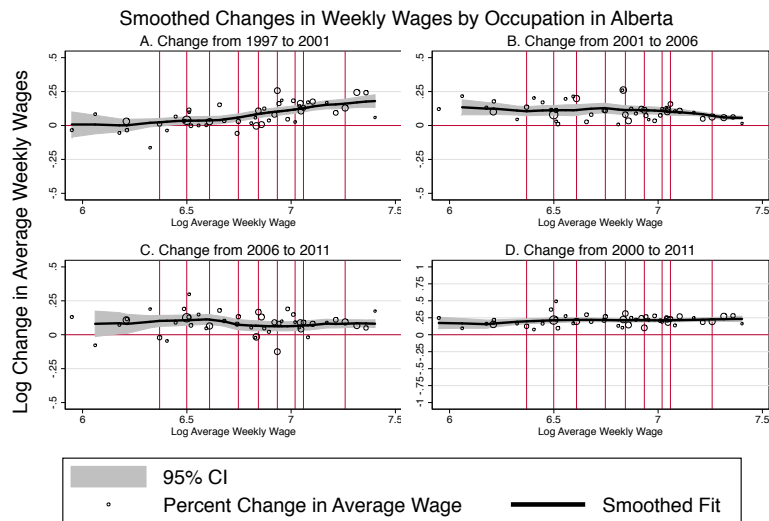 Smoothed Changes in Weekly Wages by Occupation in Alberta
Log Change in Average Weekly Wages
A. Change from 1997 to 2001
-.5 -.25 0 .25 .5
6 6.5 7 7.5
Log Average Weekly Wage
B. Change from 2001 to 2006
-.5 -.25 0 .25 .5
6 6.5 7 7.5
Log Average Weekly Wage
C. Change from 2006 to 2011
-.5 -.25 0 .25 .5
6 6.5 7 7.5
Log Average Weekly Wage
D. Change from 2000 to 2011
-1 -.75 -.5 -.25 0 .25 .5 .75 1
6 6.5 7 7.5
Log Average Weekly Wage
95% CI
Percent Change in Average Wage Smoothed Fit